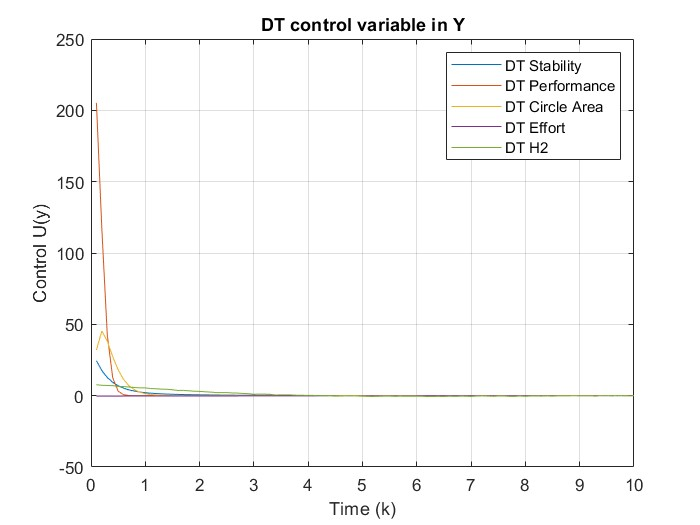 DT control variable in Y
250
200
150
100
50
0
-50
Control U(y)
DT Stability
DT Performance
DT Circle Area
DT Effort
DT H2
0 1 2 3 4 5 6 7 8 9 10
Time (k)